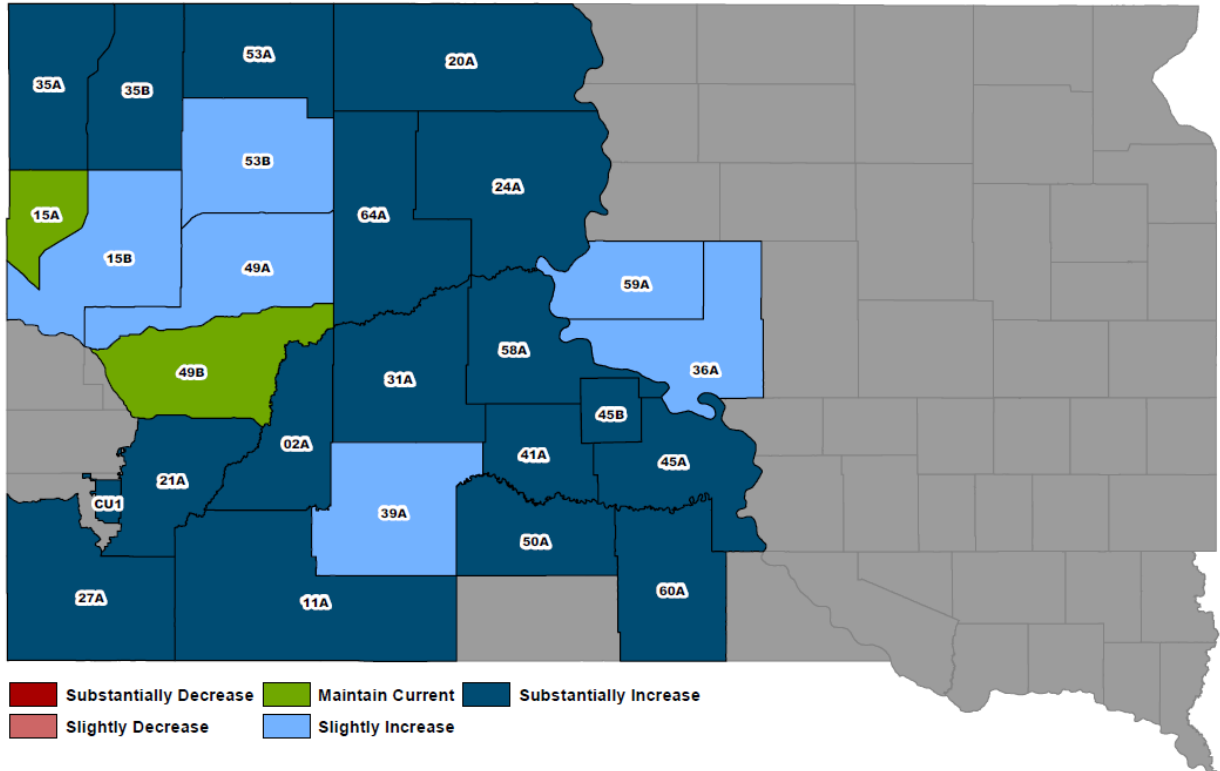 53A
20A
35A
35B
53B
24A
15A
64A
15B
49A
59A
58A
49B
31A
36A
45B
02A
41A
45A
21A
CU1
39A
50A
60A
27A
11A
Substantially Decrease Maintain Current Substantially Increase
Slightly Decrease Slightly Increase